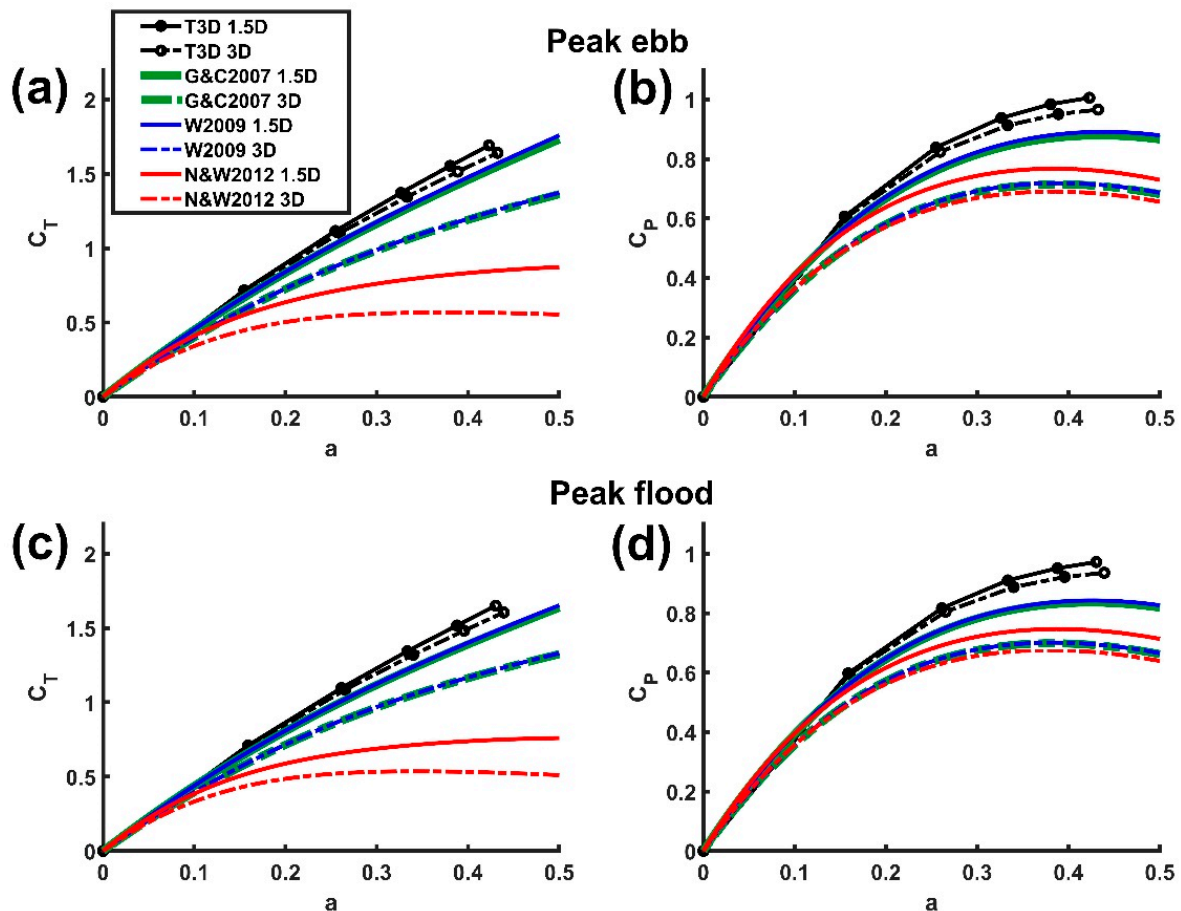 T3D 1.5D
T3D 3D
G&C2007 1.5D
G&C2007 3D
W2009 1.5D
W2009 3D
N&W2012 1.5D
N&W2012 3D
Peak ebb
(a)
2
1.5
1
0.5
0
C_T
0 0.1 0.2 0.3 0.4 0.5
a
(b)
1
0.8
0.6
0.4
0.2
0
C_P
0 0.1 0.2 0.3 0.4 0.5
a
Peak flood
(c)
2
1.5
1
0.5
0
C_T
0 0.1 0.2 0.3 0.4 0.5
a
(d)
1
0.8
0.6
0.4
0.2
0
C_P
0 0.1 0.2 0.3 0.4 0.5
a